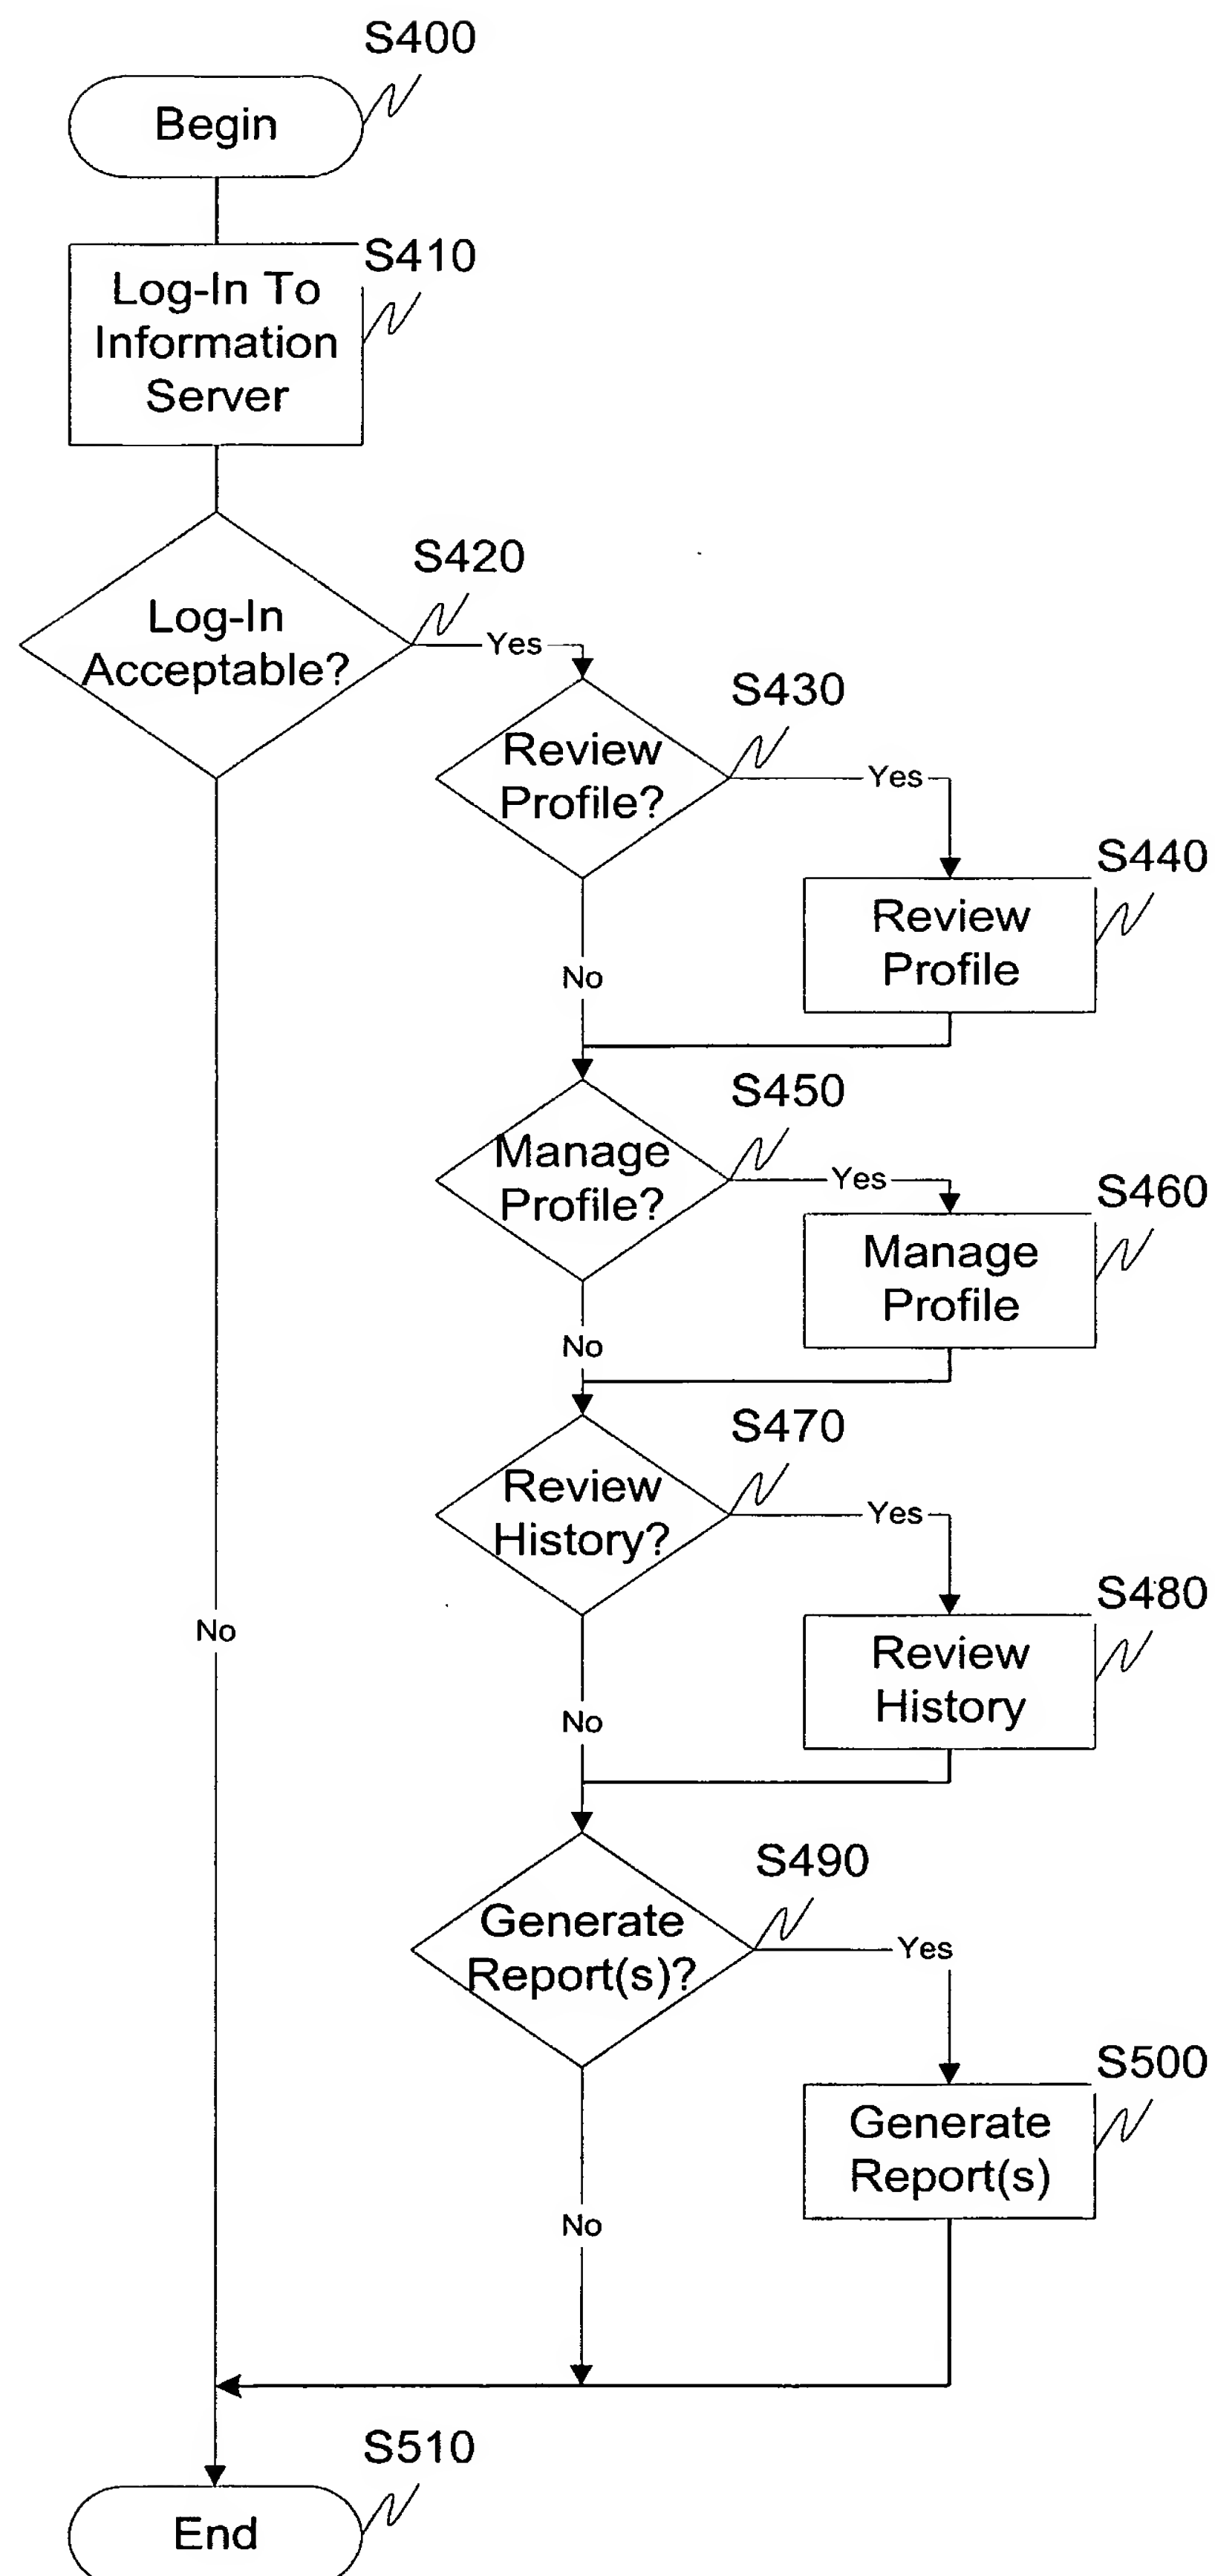 S400
Begin
S410
Log-In To
Information
Server
S420
Log-In
Acceptable?
Yes
S430
Review
Profile?
Yes
S440
Review
Profile
No
S450
Manage
Profile?
Yes
S460
Manage
Profile
No
S470
Review
History?
Yes
S480
Review
History
No
No
S490
Generate
Report(s)?
Yes
S500
Generate
Report(s)
No
S510
End